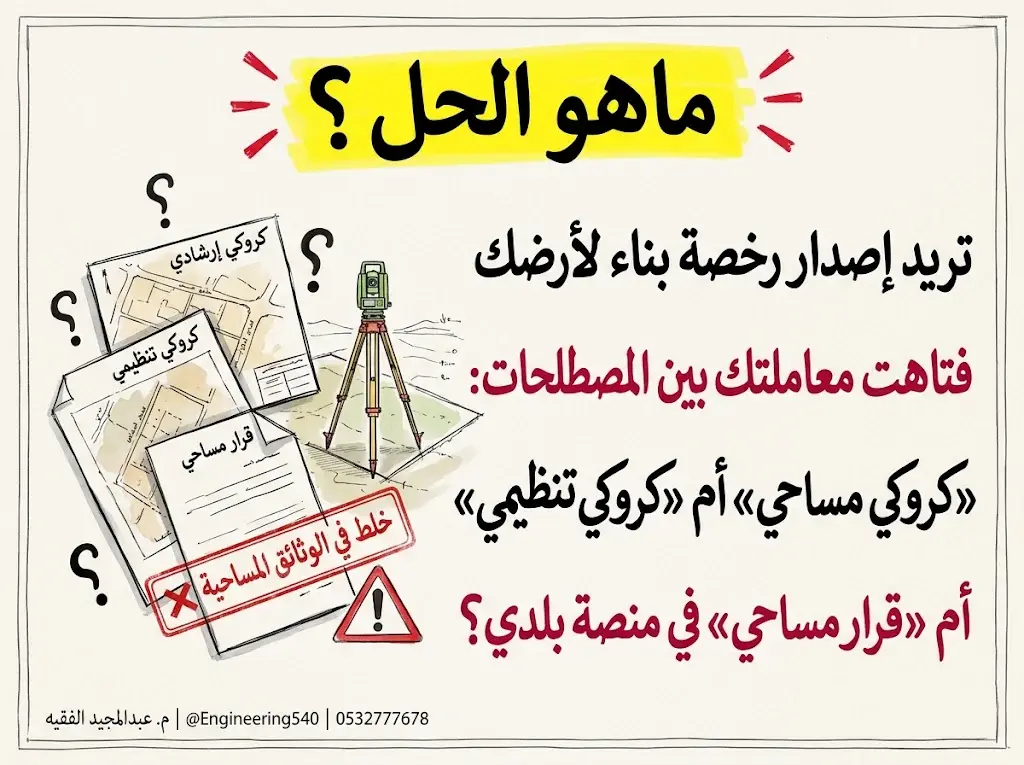 ماهو الحل ؟
تريد إصدار رخصة بناء لأرضك
فتاهت معاملتك بين المصطلحات:
«كروكي مساحي» أم «كروكي تنظيمي»
أم «قرار مساحي» في منصة بلدي؟
؟
؟
؟
؟
كروكي إرشادي
كروكي تنظيمي
قرار مساحي
خلط في الوثائق المساحية
م. عبدالمجيد الفقيه | @Engineering540 | 0532777678